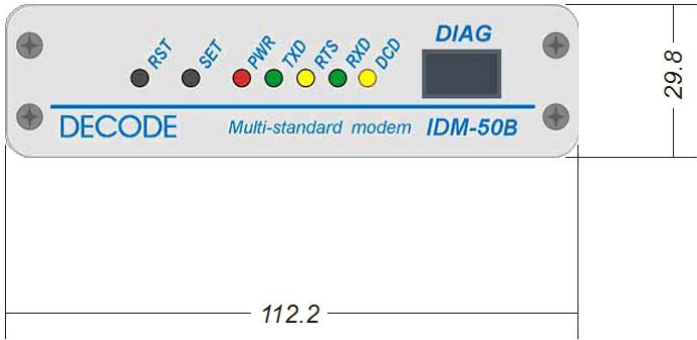 DIAG
RST SET PWR TXD RTS RXD DCD
DECODE Multi-standard modem IDM-50B
29.8
112.2